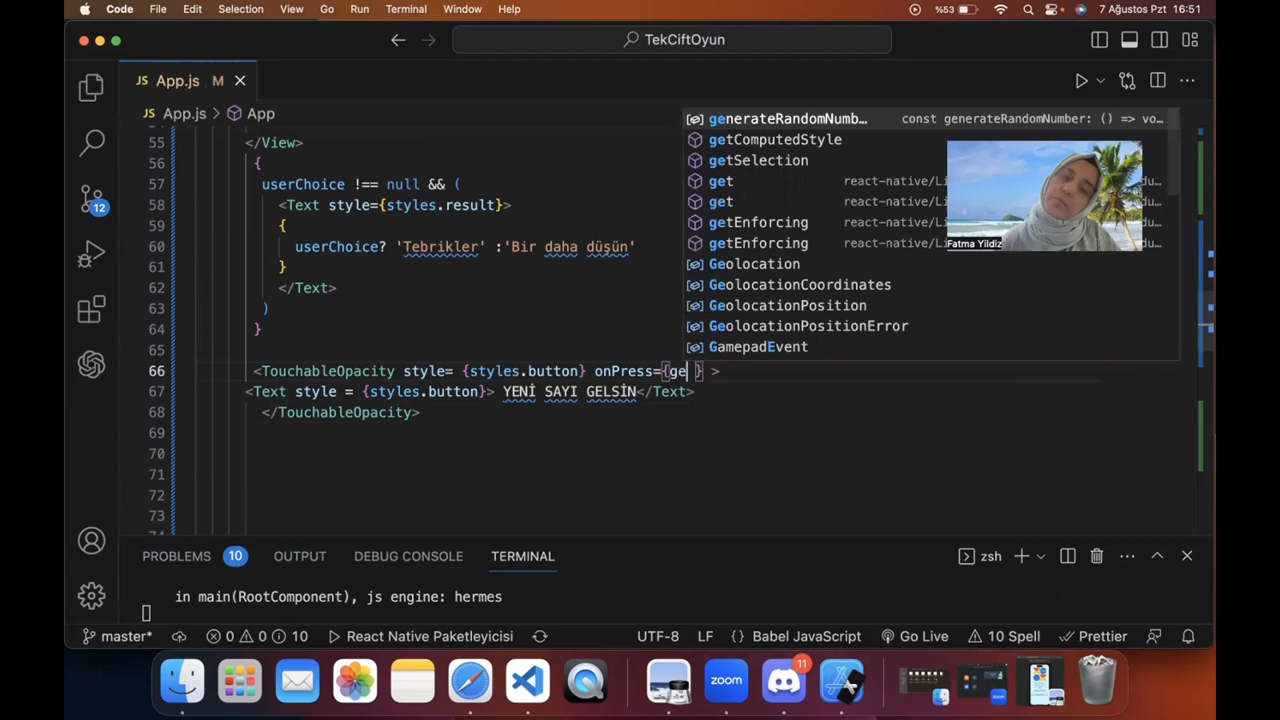 Code File Edit Selection View Go Run Terminal Window Help %53 7 Ağustos Pzt 16:51
TekCiftOyun
JS App.js M
JS App.js > App
55 </View>
56 {
57 userChoice !== null && (
58 <Text style={styles.result}>
59 {
60 userChoice? 'Tebrikler' :'Bir daha düşün'
61 }
62 </Text>
63 )
64 }
65
66 <TouchableOpacity style= {styles.button} onPress={ge } >
67 <Text style = {styles.button}> YENİ SAYI GELSİN</Text>
68 </TouchableOpacity>
69
70
71
72
73
generateRandomNumb… const generateRandomNumber: () => vo…
getComputedStyle
getSelection
get react-native/Li
get react-native/Li
getEnforcing react-native/Li
getEnforcing react-native/Li
Geolocation
GeolocationCoordinates
GeolocationPosition
GeolocationPositionError
GamepadEvent
Fatma Yildiz
12
PROBLEMS 10 OUTPUT DEBUG CONSOLE TERMINAL zsh
in main(RootComponent), js engine: hermes
master* 0 0 10 React Native Paketleyicisi UTF-8 LF {} Babel JavaScript Go Live 10 Spell Prettier
zoom
11